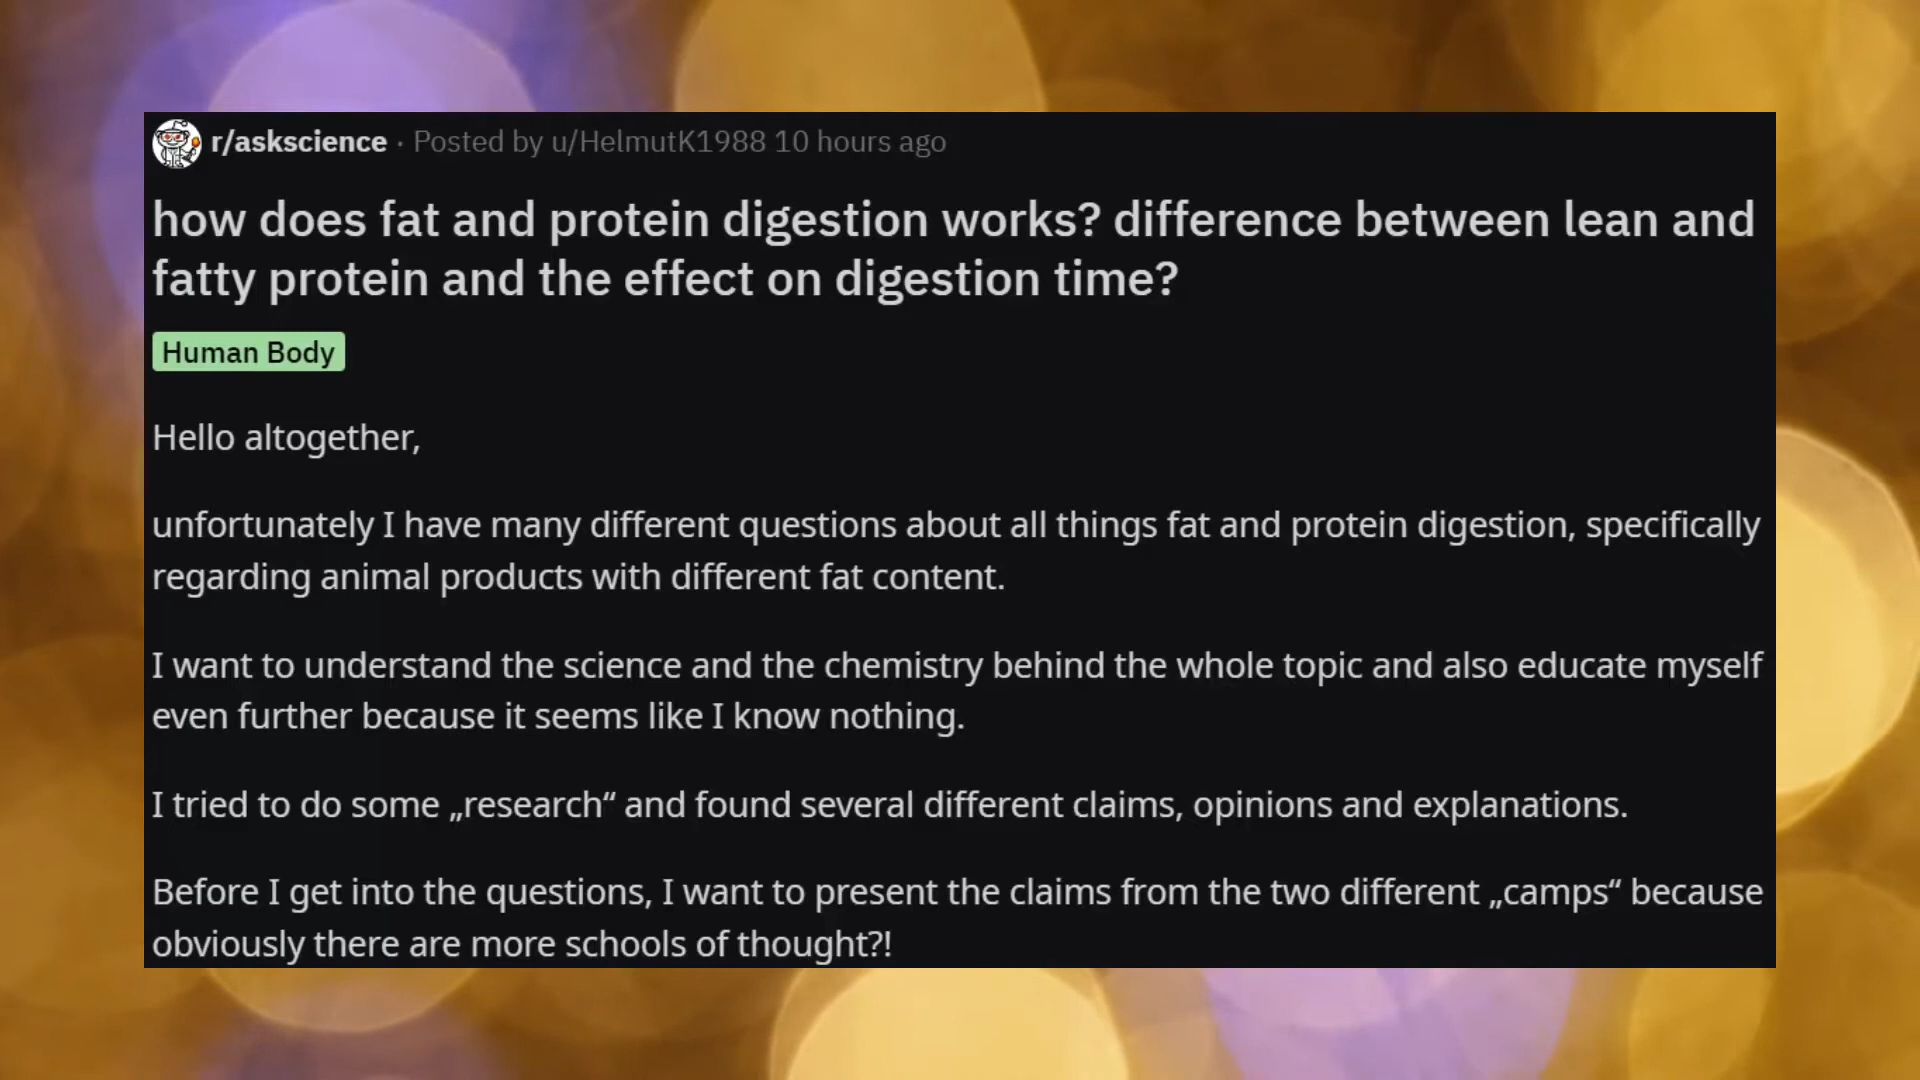 r/askscience · Posted by u/HelmutK1988 10 hours ago
how does fat and protein digestion works? difference between lean and
fatty protein and the effect on digestion time?
Human Body
Hello altogether,
unfortunately I have many different questions about all things fat and protein digestion, specifically
regarding animal products with different fat content.
I want to understand the science and the chemistry behind the whole topic and also educate myself
even further because it seems like I know nothing.
I tried to do some „research“ and found several different claims, opinions and explanations.
Before I get into the questions, I want to present the claims from the two different „camps“ because
obviously there are more schools of thought?!